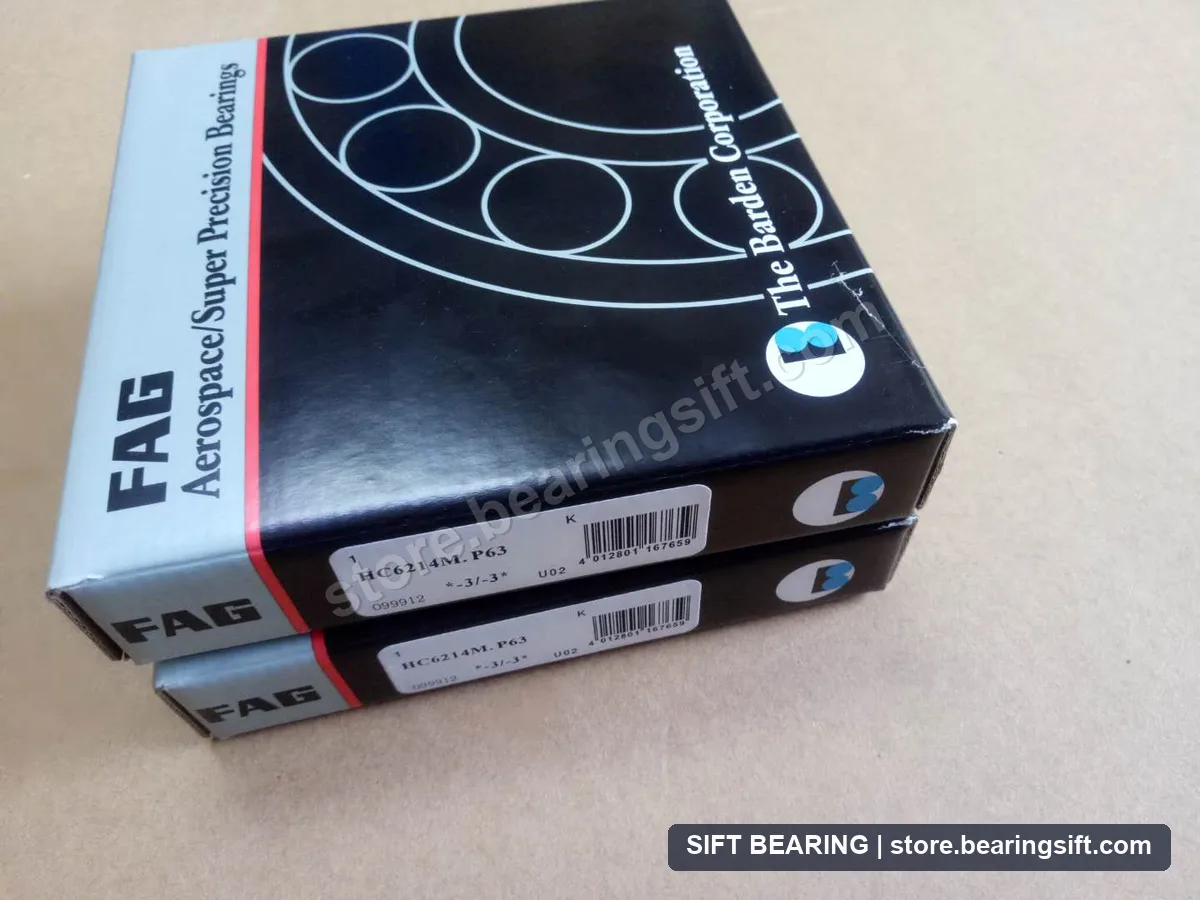 FAG
Aerospace/Super Precision Bearings
The Barden Corporation
B
FAG
1
HC6214M. P63
*-3/-3*
099912
U02
K
4 012801 167659
B
FAG
1
HC6214M. P63
*-3/-3*
099912
U02
K
4 012801 167659
B
store.bearingsift.com
SIFT BEARING | store.bearingsift.com